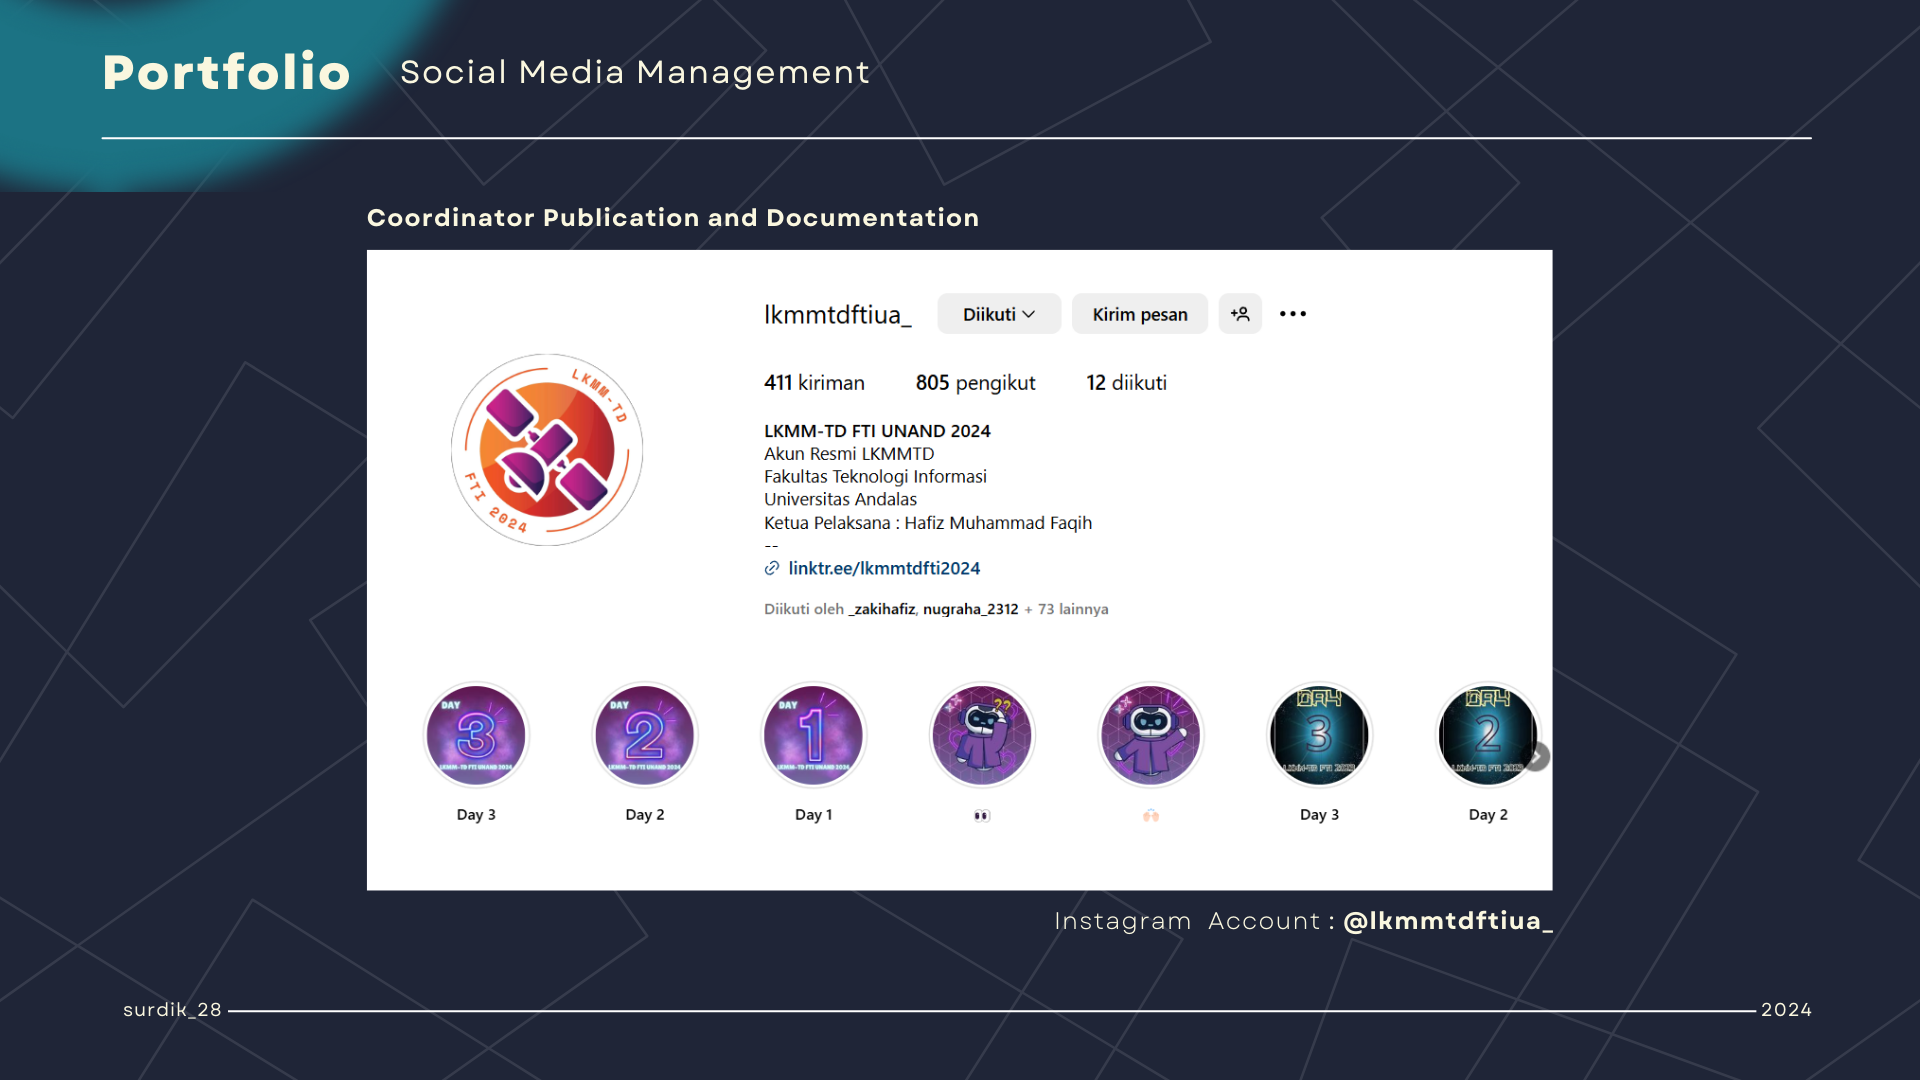 Portfolio Social Media Management
Coordinator Publication and Documentation
lkmmtdftiua_ Diikuti Kirim pesan
411 kiriman 805 pengikut 12 diikuti
LKMM-TD
FTI 2024
LKMM-TD FTI UNAND 2024
Akun Resmi LKMMTD
Fakultas Teknologi Informasi
Universitas Andalas
Ketua Pelaksana : Hafiz Muhammad Faqih
--
linktr.ee/lkmmtdfti2024
Diikuti oleh _zakihafiz, nugraha_2312 + 73 lainnya
DAY
3
LKMM-TD FTI UNAND 2024
DAY
2
LKMM-TD FTI UNAND 2024
DAY
1
LKMM-TD FTI UNAND 2024
??
DAY
3
LKMM-TD FTI 2023
DAY
2
LKMM-TD FTI 2023
Day 3 Day 2 Day 1 👀 🙌🏻 Day 3 Day 2
Instagram Account : @lkmmtdftiua_
surdik_28 2024